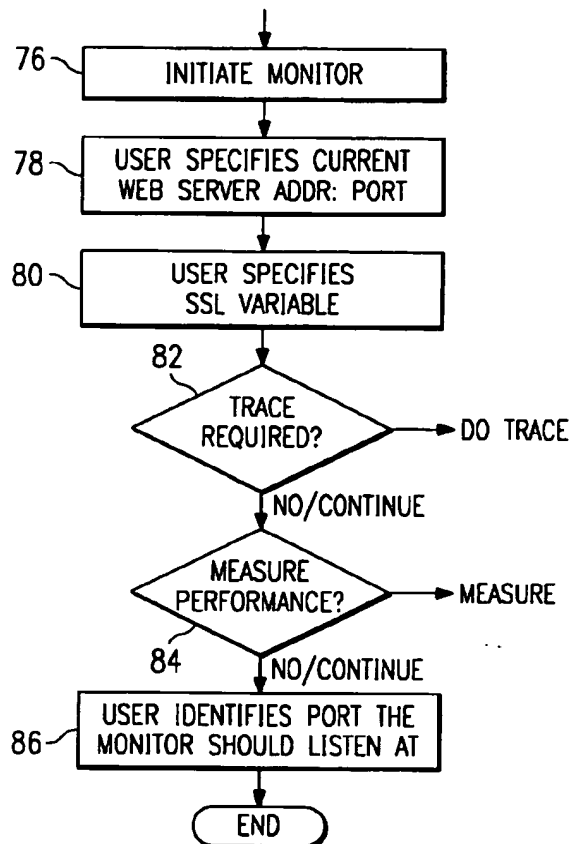 76
INITIATE MONITOR
78
USER SPECIFIES CURRENT
WEB SERVER ADDR: PORT
80
USER SPECIFIES
SSL VARIABLE
82
TRACE
REQUIRED?
DO TRACE
NO/CONTINUE
MEASURE
PERFORMANCE?
MEASURE
84
NO/CONTINUE
86
USER IDENTIFIES PORT THE
MONITOR SHOULD LISTEN AT
END